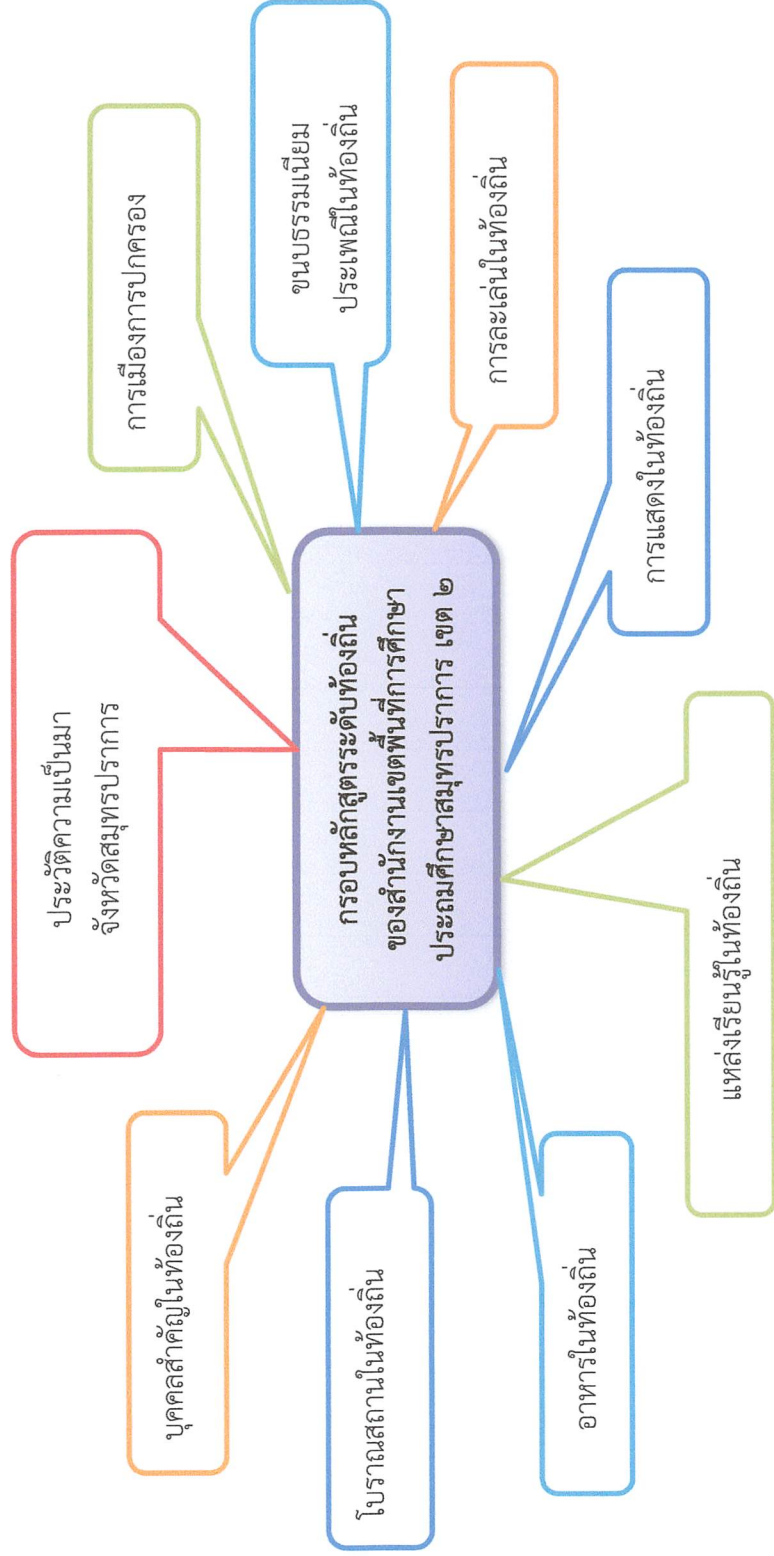 ประวัติความเป็นมา
จังหวัดสมุทรปราการ
การเมืองการปกครอง
ขนบธรรมเนียม
ประเพณีในท้องถิ่น
การละเล่นในท้องถิ่น
การแสดงในท้องถิ่น
แหล่งเรียนรู้ในท้องถิ่น
อาหารในท้องถิ่น
โบราณสถานในท้องถิ่น
บุคคลสำคัญในท้องถิ่น
กรอบหลักสูตรระดับท้องถิ่น
ของสำนักงานเขตพื้นที่การศึกษา
ประถมศึกษาสมุทรปราการ เขต ๒